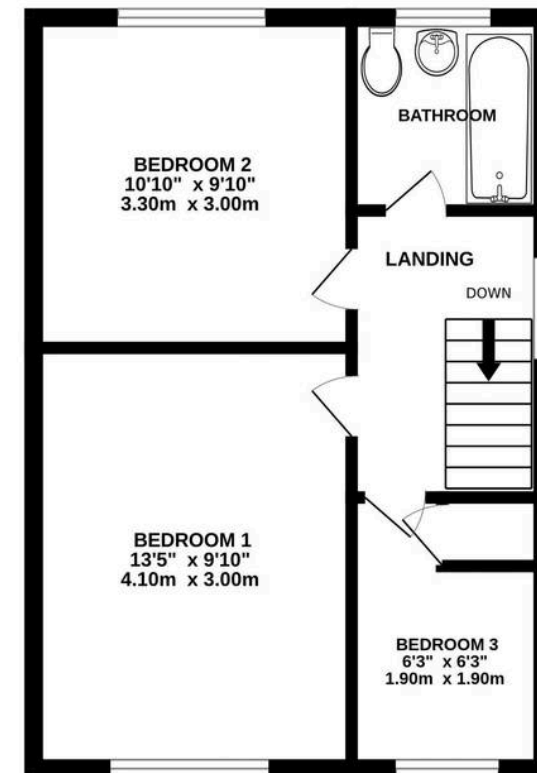 BATHROOM
BEDROOM 2
10'10" x 9'10"
3.30m x 3.00m
LANDING
DOWN
BEDROOM 1
13'5" x 9'10"
4.10m x 3.00m
BEDROOM 3
6'3" x 6'3"
1.90m x 1.90m